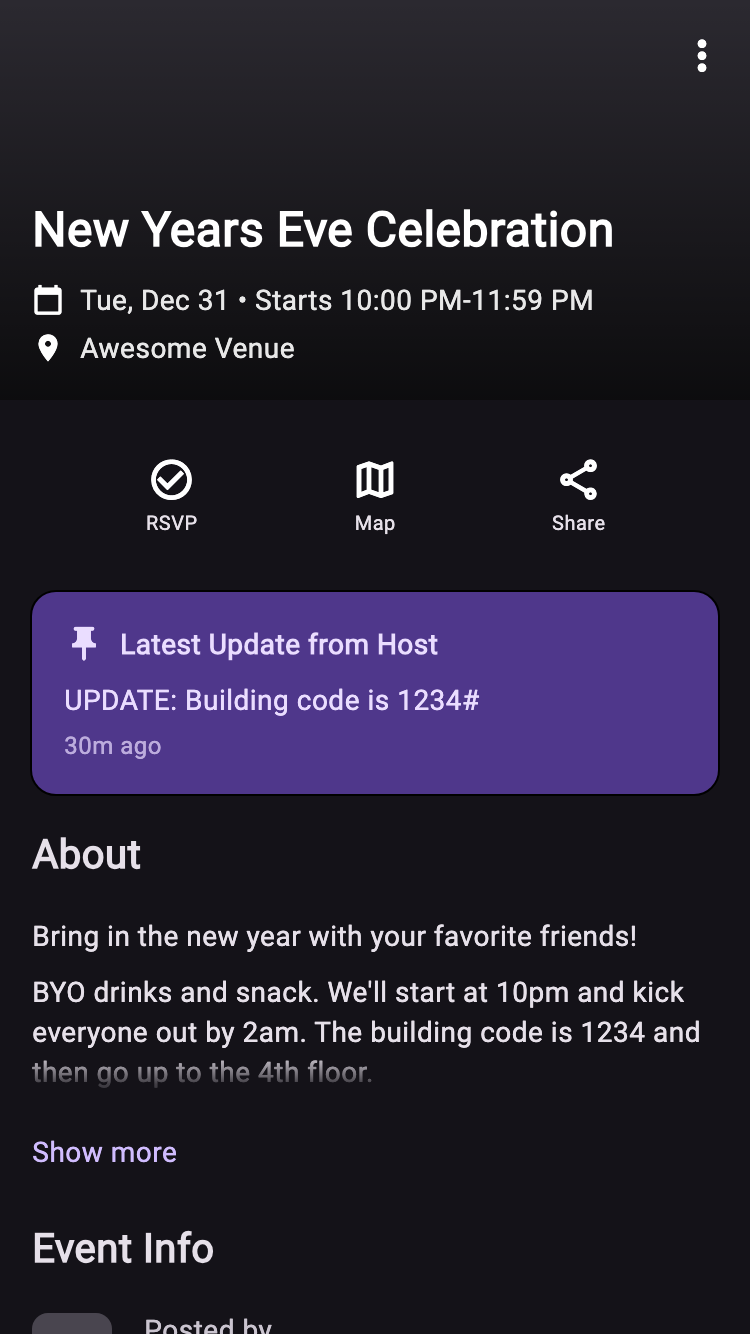 New Years Eve Celebration
Tue, Dec 31 • Starts 10:00 PM-11:59 PM
Awesome Venue
RSVP
Map
Share
Latest Update from Host
UPDATE: Building code is 1234#
30m ago
About
Bring in the new year with your favorite friends!
BYO drinks and snack. We'll start at 10pm and kick
everyone out by 2am. The building code is 1234 and
then go up to the 4th floor.
Show more
Event Info
Posted by